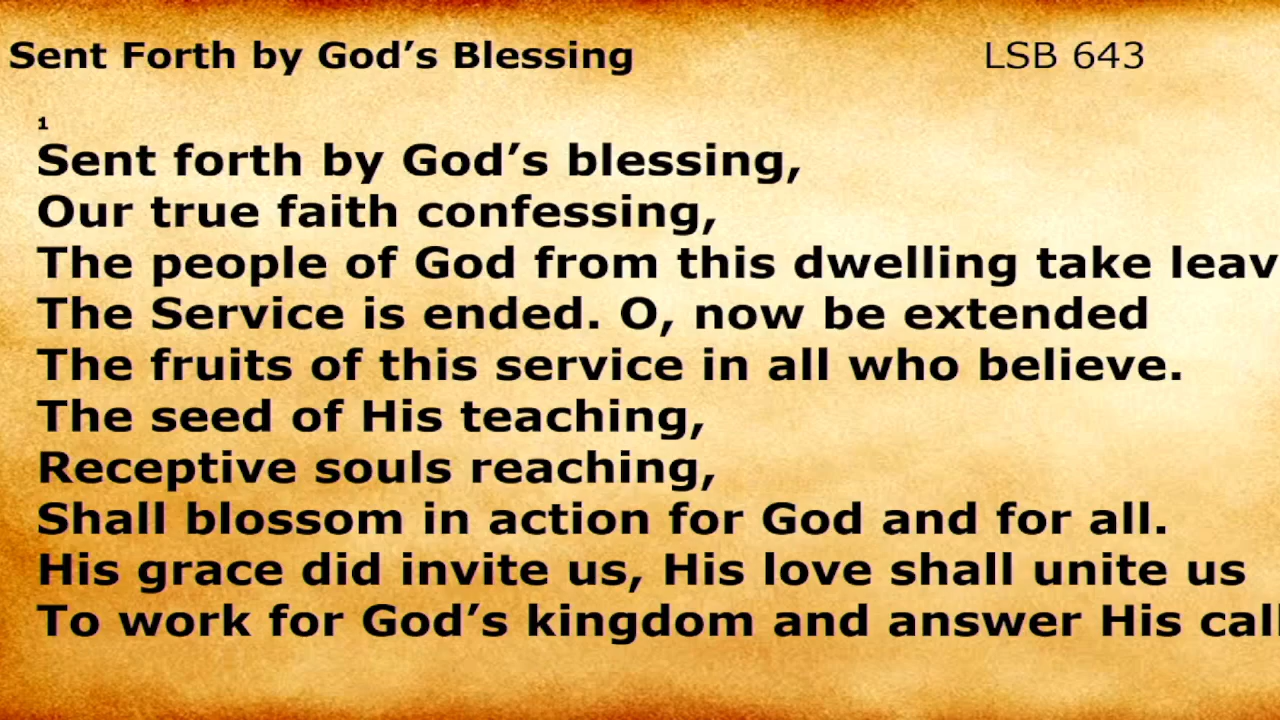 Sent Forth by God’s Blessing LSB 643
1
Sent forth by God’s blessing,
Our true faith confessing,
The people of God from this dwelling take leav
The Service is ended. O, now be extended
The fruits of this service in all who believe.
The seed of His teaching,
Receptive souls reaching,
Shall blossom in action for God and for all.
His grace did invite us, His love shall unite us
To work for God’s kingdom and answer His call